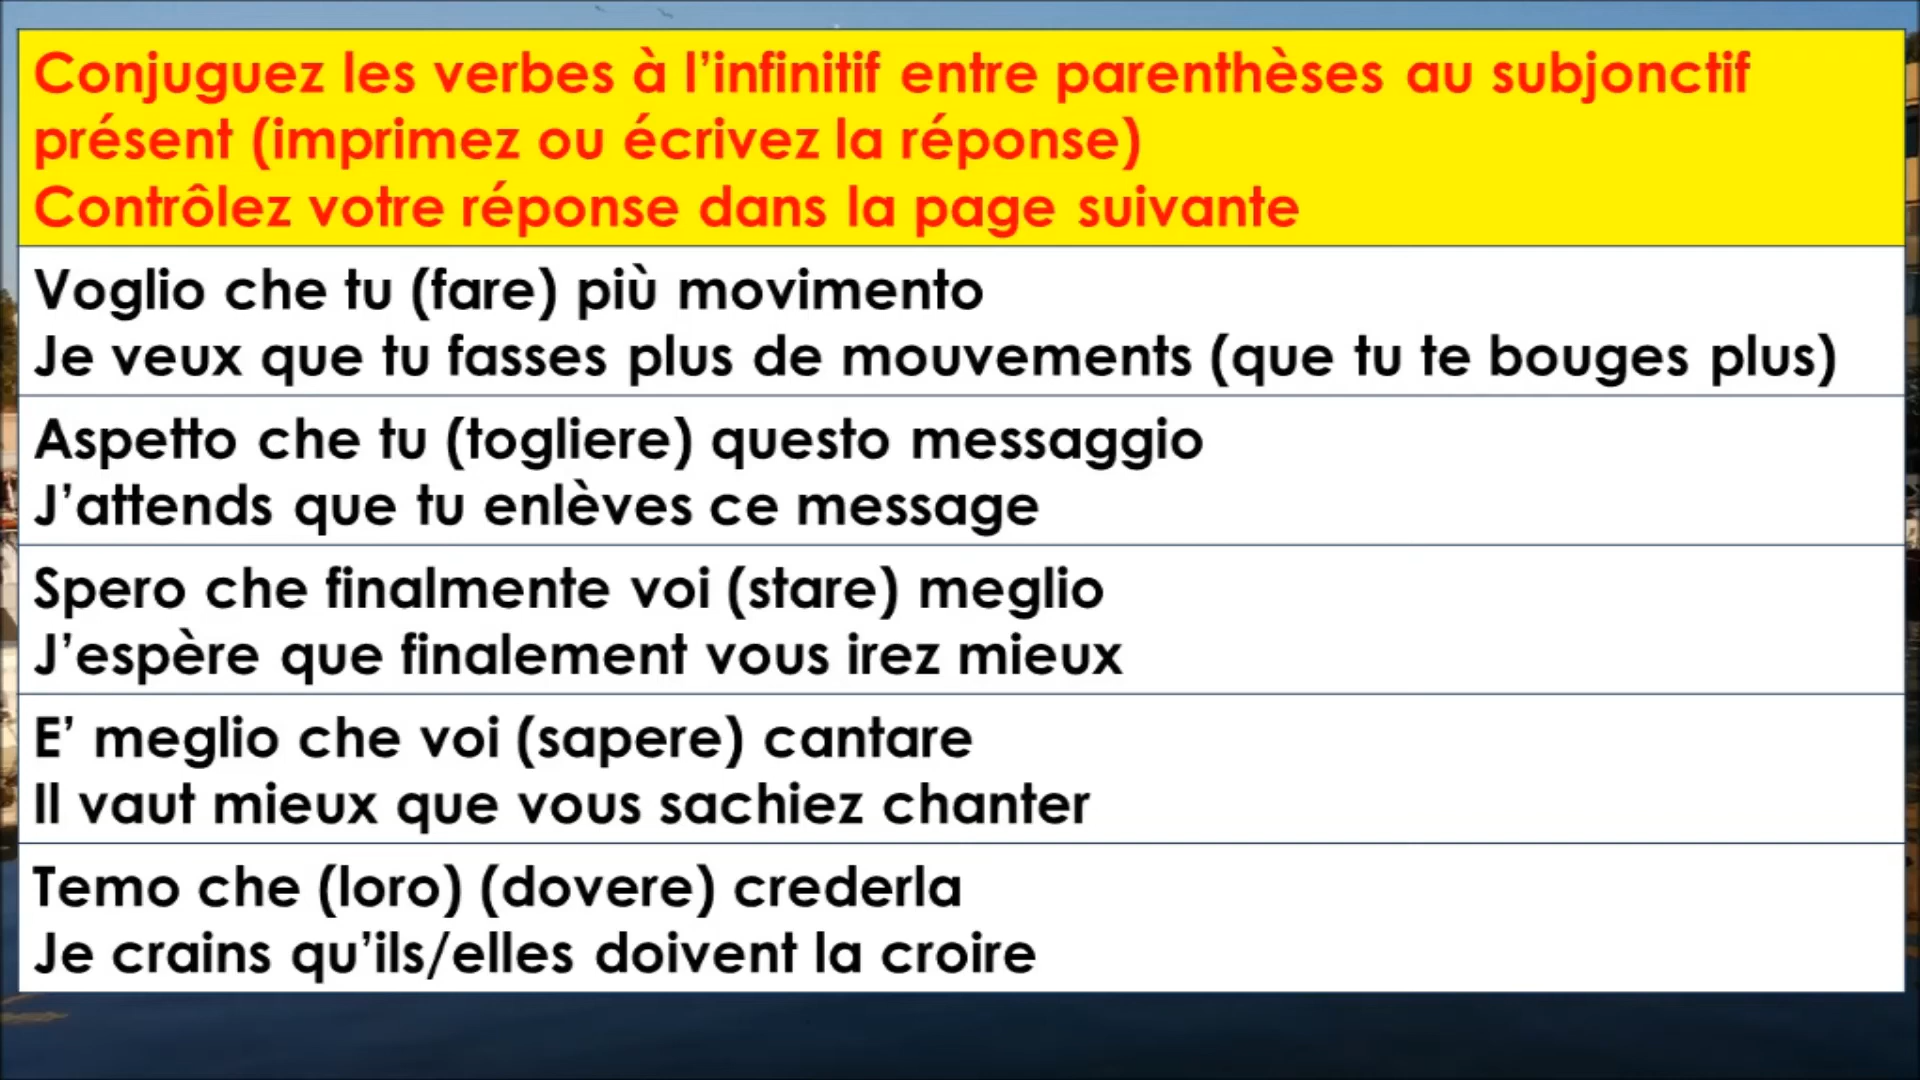 Conjuguez les verbes à l’infinitif entre parenthèses au subjonctif
présent (imprimez ou écrivez la réponse)
Contrôlez votre réponse dans la page suivante
Voglio che tu (fare) più movimento
Je veux que tu fasses plus de mouvements (que tu te bouges plus)
Aspetto che tu (togliere) questo messaggio
J’attends que tu enlèves ce message
Spero che finalmente voi (stare) meglio
J’espère que finalement vous irez mieux
E’ meglio che voi (sapere) cantare
Il vaut mieux que vous sachiez chanter
Temo che (loro) (dovere) crederla
Je crains qu’ils/elles doivent la croire